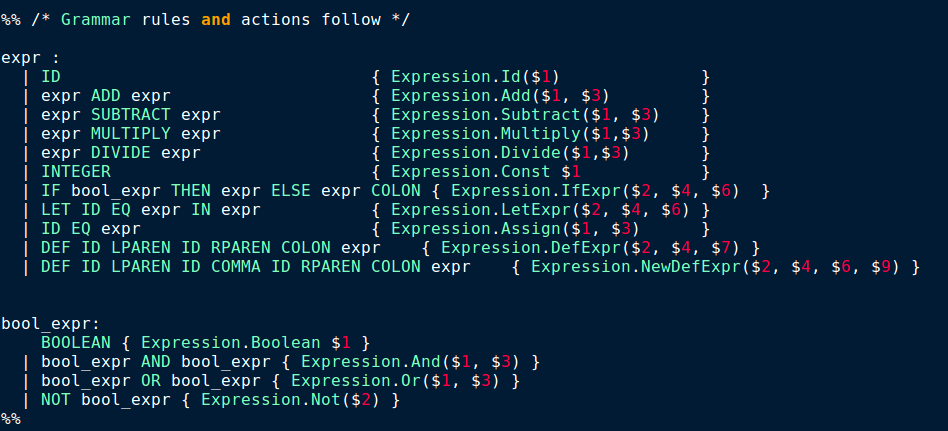 %% /* Grammar rules and actions follow */
expr :
| ID { Expression.Id($1) }
| expr ADD expr { Expression.Add($1, $3) }
| expr SUBTRACT expr { Expression.Subtract($1, $3) }
| expr MULTIPLY expr { Expression.Multiply($1,$3) }
| expr DIVIDE expr { Expression.Divide($1,$3) }
| INTEGER { Expression.Const $1 }
| IF bool_expr THEN expr ELSE expr COLON { Expression.IfExpr($2, $4, $6) }
| LET ID EQ expr IN expr { Expression.LetExpr($2, $4, $6) }
| ID EQ expr { Expression.Assign($1, $3) }
| DEF ID LPAREN ID RPAREN COLON expr { Expression.DefExpr($2, $4, $7) }
| DEF ID LPAREN ID COMMA ID RPAREN COLON expr { Expression.NewDefExpr($2, $4, $6, $9) }
bool_expr:
BOOLEAN { Expression.Boolean $1 }
| bool_expr AND bool_expr { Expression.And($1, $3) }
| bool_expr OR bool_expr { Expression.Or($1, $3) }
| NOT bool_expr { Expression.Not($2) }
%%